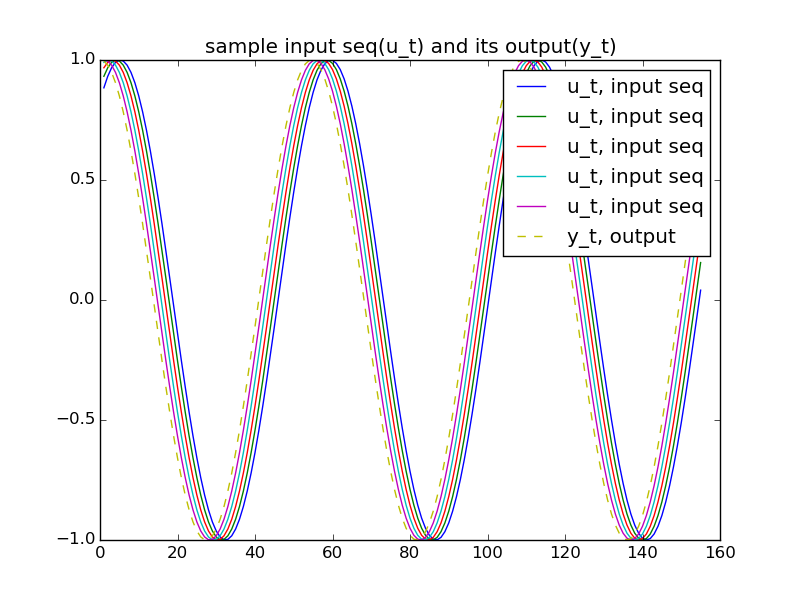 sample input seq(u_t) and its output(y_t)
1.0
0.5
0.0
−0.5
−1.0
u_t, input seq
u_t, input seq
u_t, input seq
u_t, input seq
u_t, input seq
y_t, output
0 20 40 60 80 100 120 140 160